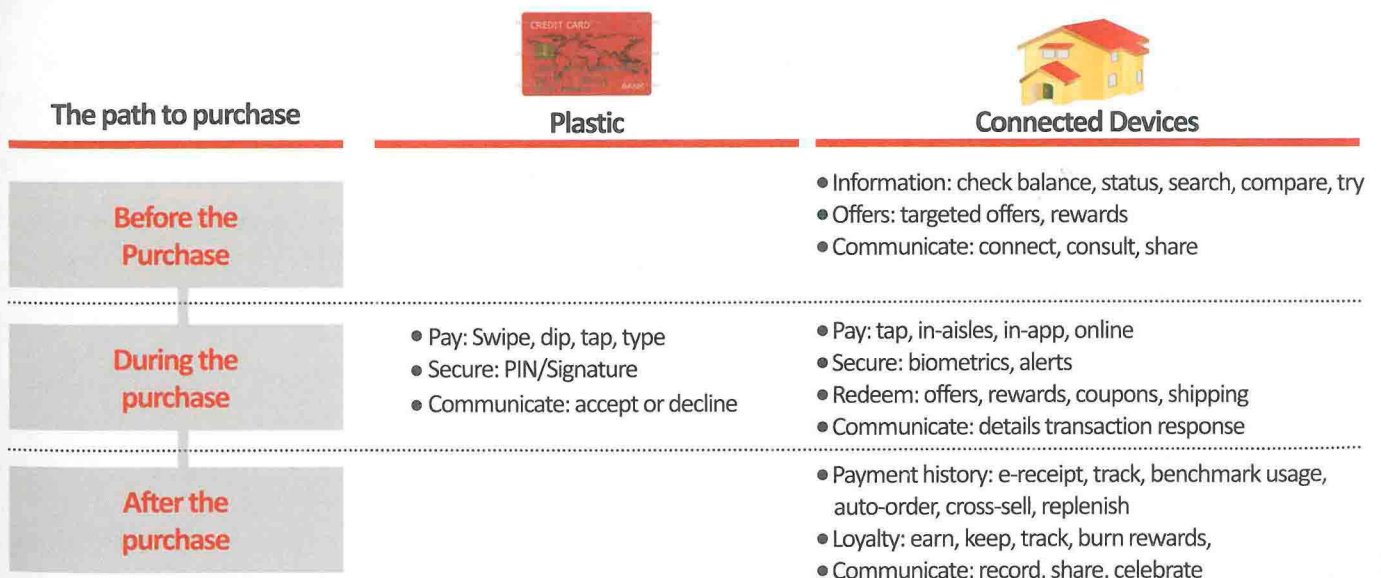 CREDIT CARD
BANK
The path to purchase
Plastic
Connected Devices
Before the
Purchase
● Information: check balance, status, search, compare, try
● Offers: targeted offers, rewards
● Communicate: connect, consult, share
During the
purchase
● Pay: Swipe, dip, tap, type
● Secure: PIN/Signature
● Communicate: accept or decline
● Pay: tap, in-aisles, in-app, online
● Secure: biometrics, alerts
● Redeem: offers, rewards, coupons, shipping
● Communicate: details transaction response
After the
purchase
● Payment history: e-receipt, track, benchmark usage,
auto-order, cross-sell, replenish
● Loyalty: earn, keep, track, burn rewards,
● Communicate: record, share, celebrate